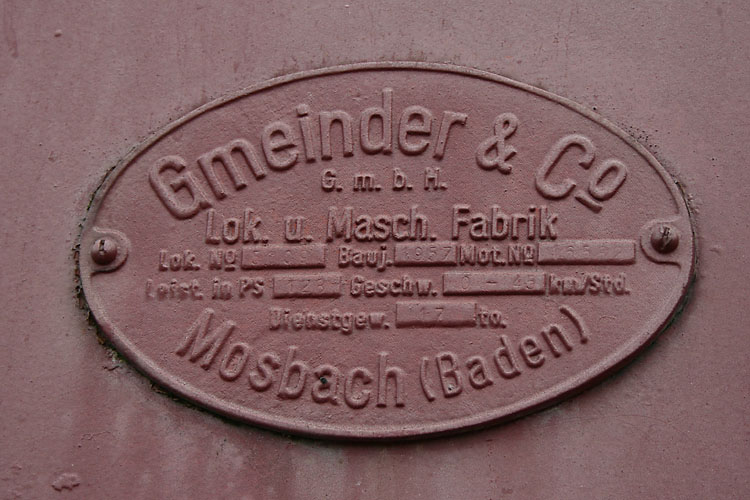 Gmeinder & Co
G. m. b. H.
Lok. u. Masch. Fabrik
Lok. No Bauj. 1957 Mot. No
Leist. in PS Geschw. km/Std.
Dienstgew. to.
Mosbach (Baden)